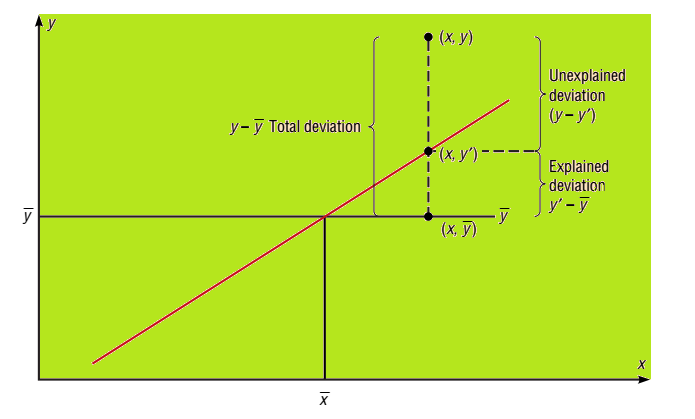 y
(x, y)
Unexplained
deviation
(y – y′)
y – y̅ Total deviation
(x, y′)
Explained
deviation
y′ – y̅
y̅
y̅
(x, y̅)
x
x̅